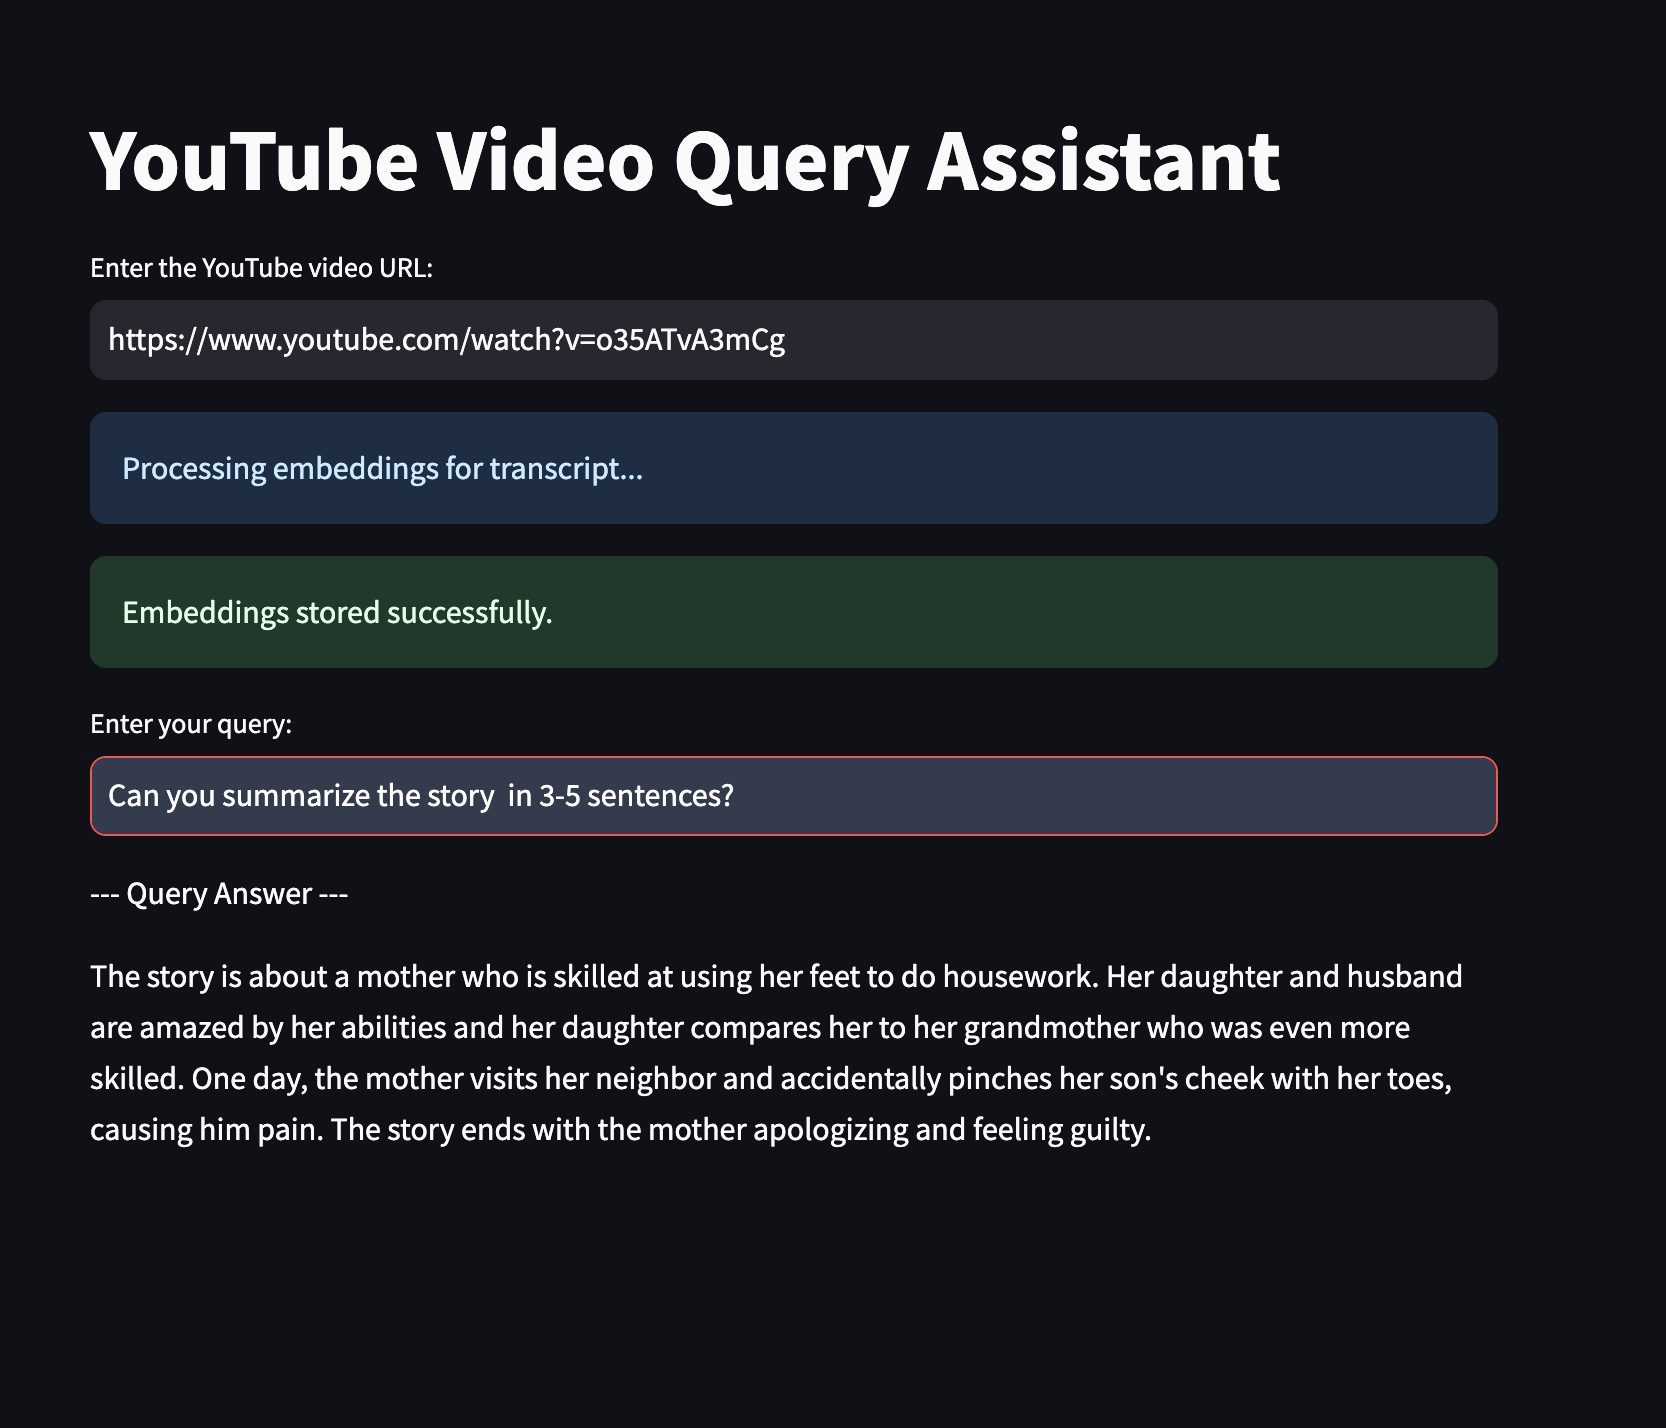 YouTube Video Query Assistant
Enter the YouTube video URL:
https://www.youtube.com/watch?v=o35ATvA3mCg
Processing embeddings for transcript...
Embeddings stored successfully.
Enter your query:
Can you summarize the story  in 3-5 sentences?
--- Query Answer ---
The story is about a mother who is skilled at using her feet to do housework. Her daughter and husband
are amazed by her abilities and her daughter compares her to her grandmother who was even more
skilled. One day, the mother visits her neighbor and accidentally pinches her son's cheek with her toes,
causing him pain. The story ends with the mother apologizing and feeling guilty.